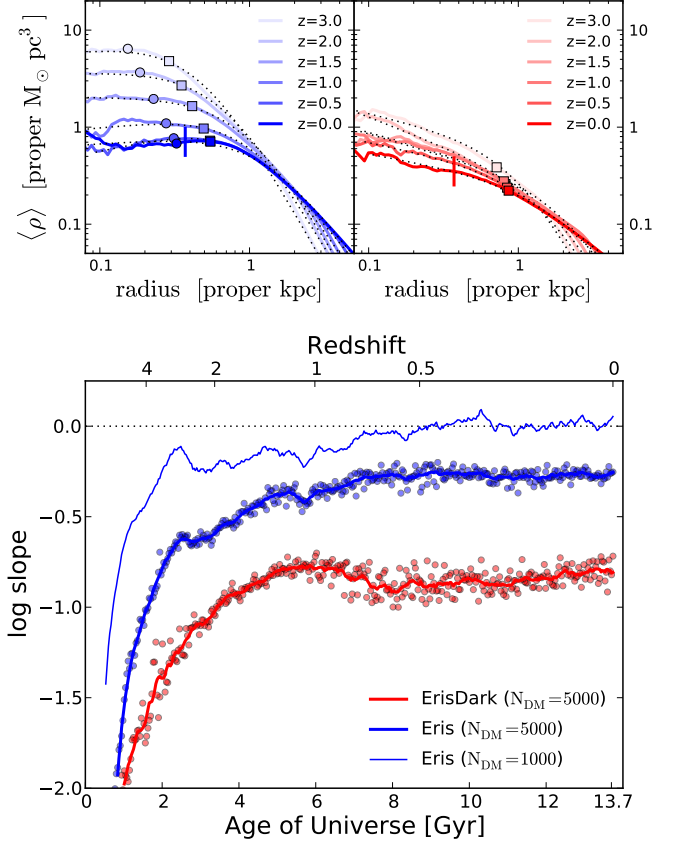 10
1
0.1
⟨ρ⟩ [proper M⊙ pc³]
z=3.0
z=2.0
z=1.5
z=1.0
z=0.5
z=0.0
z=3.0
z=2.0
z=1.5
z=1.0
z=0.5
z=0.0
10
1
0.1
0.1 1
0.1 1
radius [proper kpc]
radius [proper kpc]
Redshift
4 2 1 0.5 0
0.0
−0.5
−1.0
−1.5
−2.0
log slope
ErisDark (N_DM=5000)
Eris (N_DM=5000)
Eris (N_DM=1000)
0 2 4 6 8 10 12 13.7
Age of Universe [Gyr]